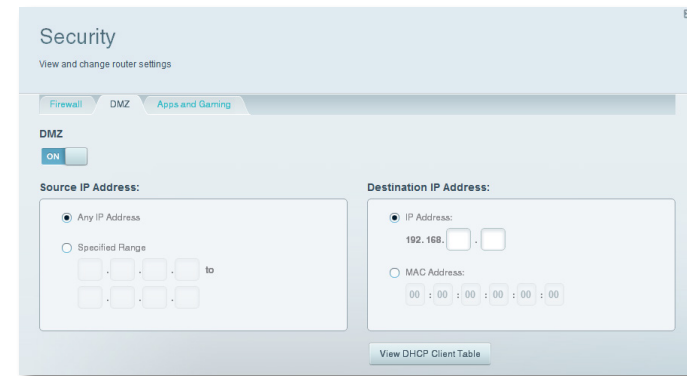 Security
View and change router settings
Firewall DMZ Apps and Gaming
DMZ
ON
Source IP Address:
Any IP Address
Specified Range
. . . to
. . .
Destination IP Address:
IP Address:
192. 168. .
MAC Address:
00 : 00 : 00 : 00 : 00 : 00
View DHCP Client Table